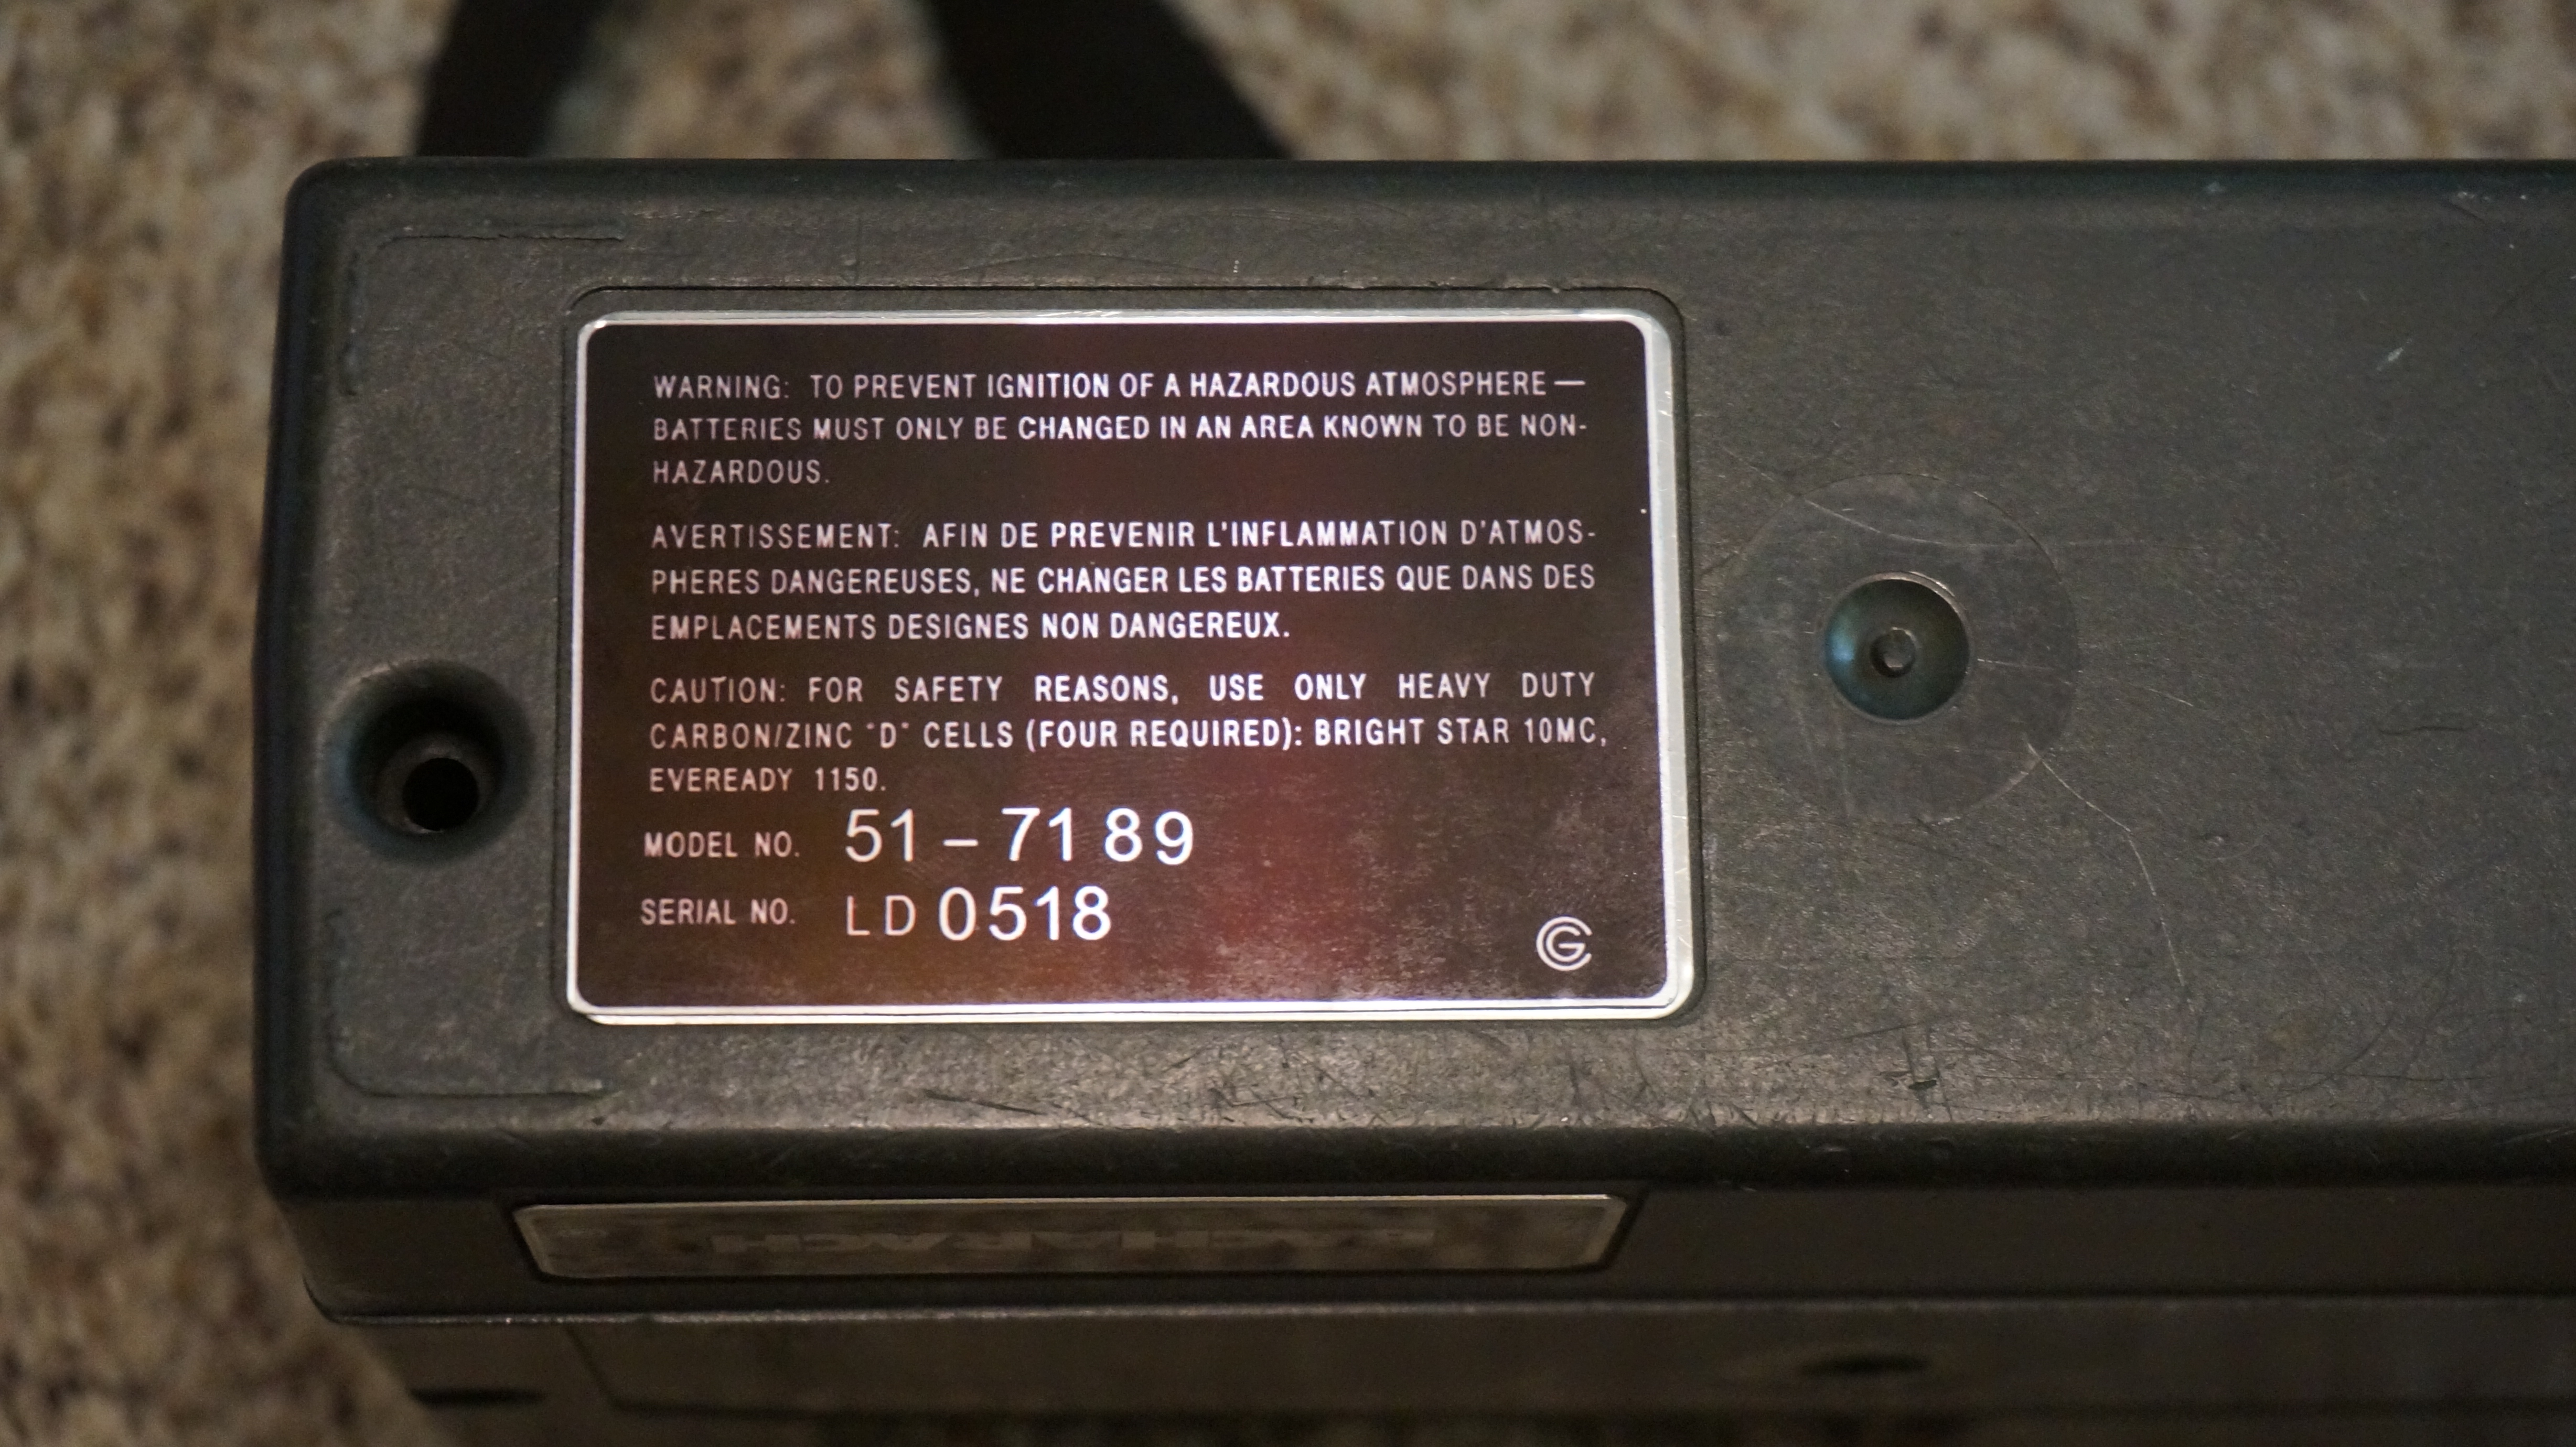 WARNING: TO PREVENT IGNITION OF A HAZARDOUS ATMOSPHERE —
BATTERIES MUST ONLY BE CHANGED IN AN AREA KNOWN TO BE NON-
HAZARDOUS.
AVERTISSEMENT: AFIN DE PREVENIR L'INFLAMMATION D'ATMOS-
PHERES DANGEREUSES, NE CHANGER LES BATTERIES QUE DANS DES
EMPLACEMENTS DESIGNES NON DANGEREUX.
CAUTION: FOR SAFETY REASONS, USE ONLY HEAVY DUTY
CARBON/ZINC "D" CELLS (FOUR REQUIRED): BRIGHT STAR 10MC,
EVEREADY 1150.
MODEL NO. 51-7189
SERIAL NO. LD 0518
BACHARACH